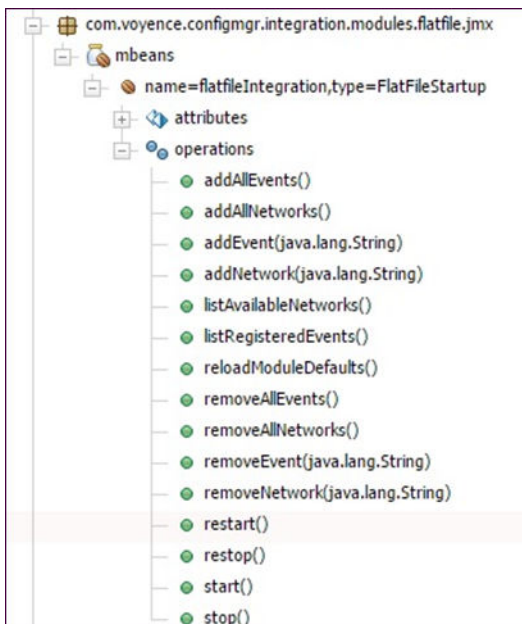 com.voyence.configmgr.integration.modules.flatfile.jmx
mbeans
name=flatfileIntegration,type=FlatFileStartup
attributes
operations
addAllEvents()
addAllNetworks()
addEvent(java.lang.String)
addNetwork(java.lang.String)
listAvailableNetworks()
listRegisteredEvents()
reloadModuleDefaults()
removeAllEvents()
removeAllNetworks()
removeEvent(java.lang.String)
removeNetwork(java.lang.String)
restart()
restop()
start()
stop()